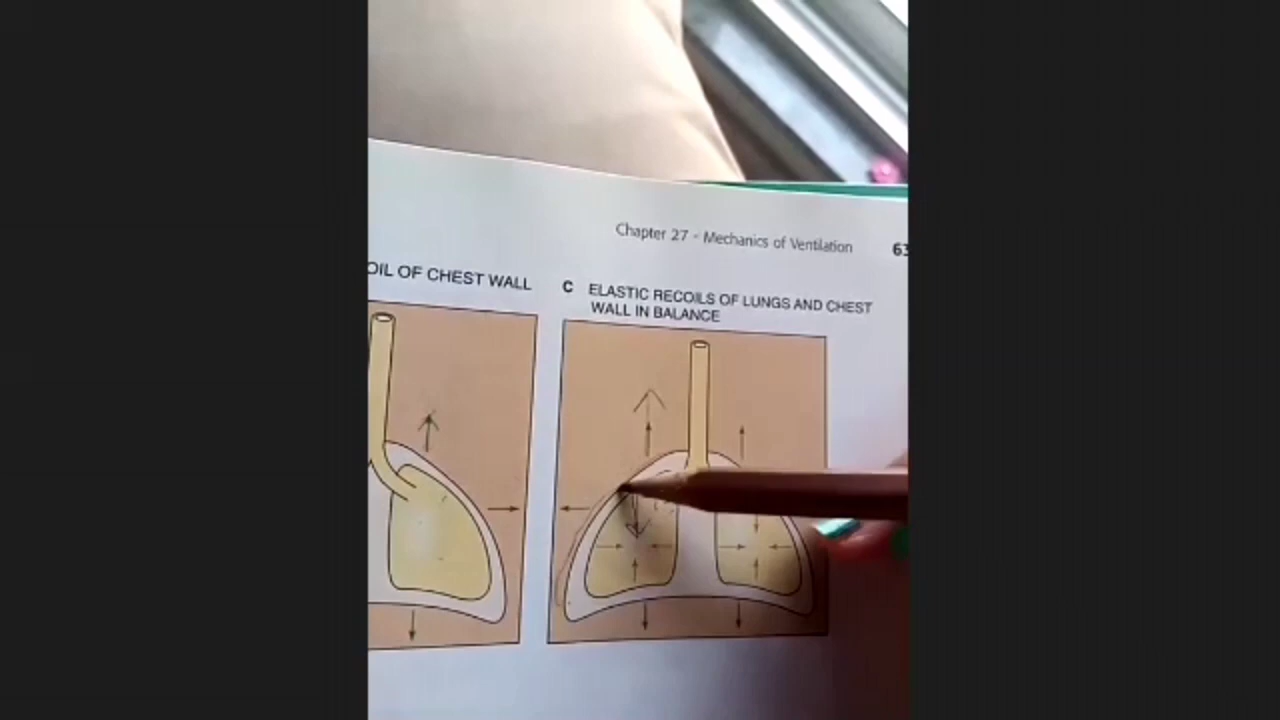 Chapter 27 - Mechanics of Ventilation
OIL OF CHEST WALL
C ELASTIC RECOILS OF LUNGS AND CHEST
WALL IN BALANCE